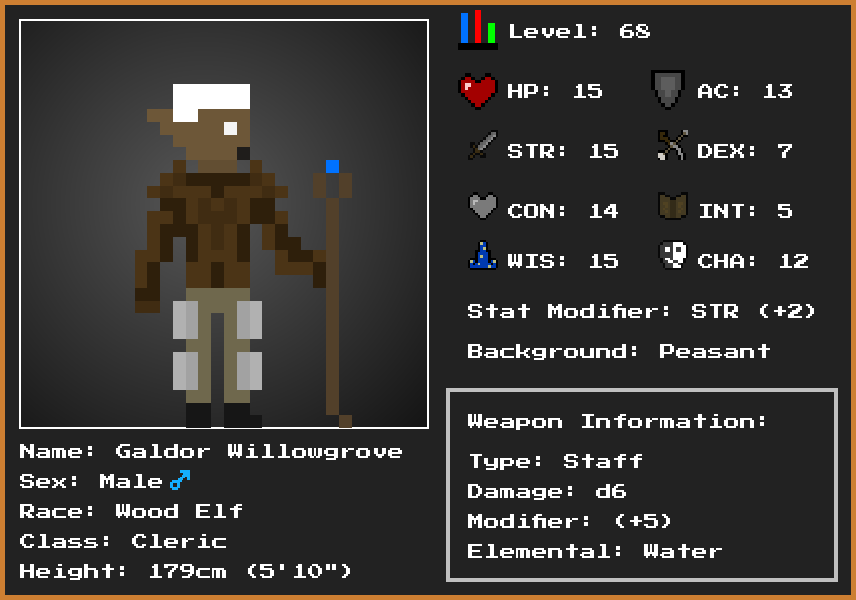 Level: 68
HP: 15 AC: 13
STR: 15 DEX: 7
CON: 14 INT: 5
WIS: 15 CHA: 12
Stat Modifier: STR (+2)
Background: Peasant
Weapon Information:
Type: Staff
Damage: d6
Modifier: (+5)
Elemental: Water
Name: Galdor Willowgrove
Sex: Male♂
Race: Wood Elf
Class: Cleric
Height: 179cm (5'10")